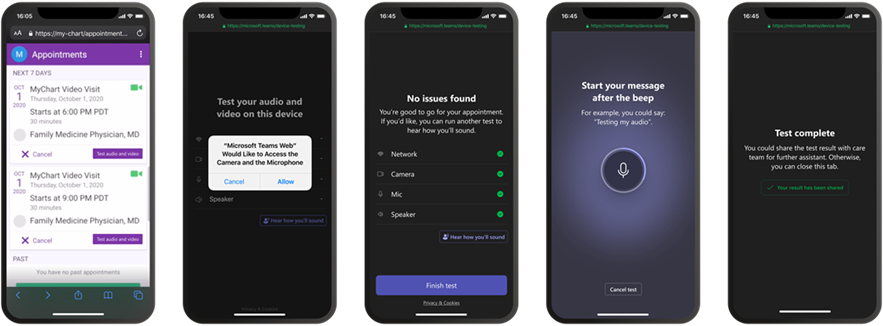 16:45
AA https://my-chart/appointment...
M Appointments
NEXT 7 DAYS
OCT
1
2020
MyChart Video Visit
Thursday, October 1, 2020
Starts at 6:00 PM PDT
30 minutes
Family Medicine Physician, MD
Cancel
Test audio and video
OCT
1
2020
MyChart Video Visit
Thursday, October 1, 2020
Starts at 9:00 PM PDT
30 minutes
Family Medicine Physician, MD
Cancel
Test audio and video
PAST
You have no past appointments
16:45
https://microsoft.teams/device-testing
Test your audio and
video on this device
"Microsoft Teams Web"
Would Like to Access the
Camera and the Microphone
Cancel
Allow
Speaker
Hear how you'll sound
Privacy & Cookies
16:45
https://microsoft.teams/device-testing
No issues found
You're good to go for your appointment.
If you'd like, you can run another test to
hear how you'll sound.
Network
Camera
Mic
Speaker
Hear how you'll sound
Finish test
Privacy & Cookies
16:45
https://microsoft.teams/device-testing
Start your message
after the beep
For example, you could say:
"Testing my audio".
Cancel test
16:45
https://microsoft.teams/device-testing
Test complete
You could share the test result with care
team for further assistant. Otherwise,
you can close this tab.
Your result has been shared